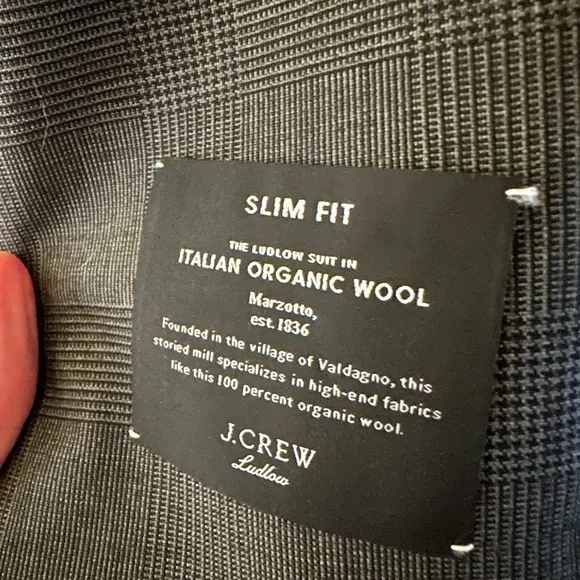 SLIM FIT
THE LUDLOW SUIT IN
ITALIAN ORGANIC WOOL
Marzotto,
est. 1836
Founded in the village of Valdagno, this
storied mill specializes in high-end fabrics
like this 100 percent organic wool.
J.CREW
Ludlow